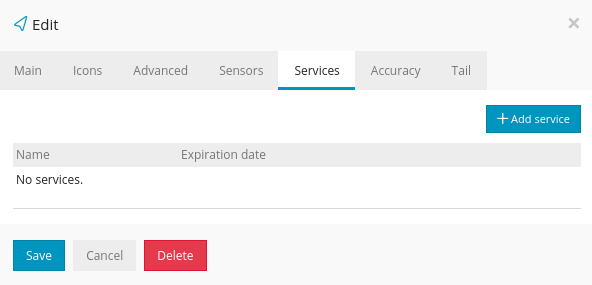 Edit
Main Icons Advanced Sensors Services Accuracy Tail
Add service
Name Expiration date
No services.
Save Cancel Delete